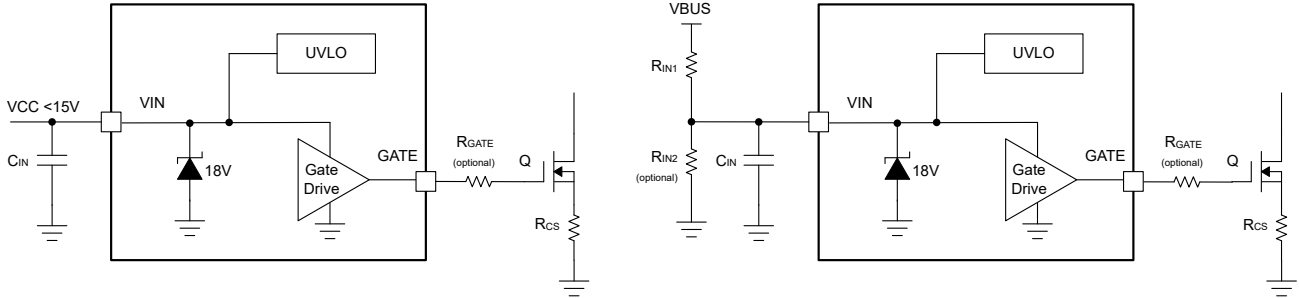 UVLO
VCC <15V
VIN
CIN
18V
Gate
Drive
GATE
RGATE
(optional)
Q
RCS
VBUS
RIN1
UVLO
VIN
RIN2
(optional)
CIN
18V
Gate
Drive
GATE
RGATE
(optional)
Q
RCS